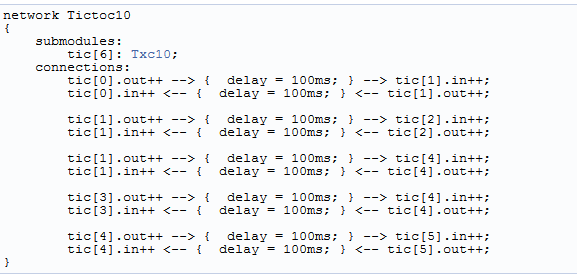 network Tictoc10
{
    submodules:
        tic[6]: Txc10;
    connections:
        tic[0].out++ --> {  delay = 100ms; } --> tic[1].in++;
        tic[0].in++ <-- {  delay = 100ms; } <-- tic[1].out++;

        tic[1].out++ --> {  delay = 100ms; } --> tic[2].in++;
        tic[1].in++ <-- {  delay = 100ms; } <-- tic[2].out++;

        tic[1].out++ --> {  delay = 100ms; } --> tic[4].in++;
        tic[1].in++ <-- {  delay = 100ms; } <-- tic[4].out++;

        tic[3].out++ --> {  delay = 100ms; } --> tic[4].in++;
        tic[3].in++ <-- {  delay = 100ms; } <-- tic[4].out++;

        tic[4].out++ --> {  delay = 100ms; } --> tic[5].in++;
        tic[4].in++ <-- {  delay = 100ms; } <-- tic[5].out++;
}